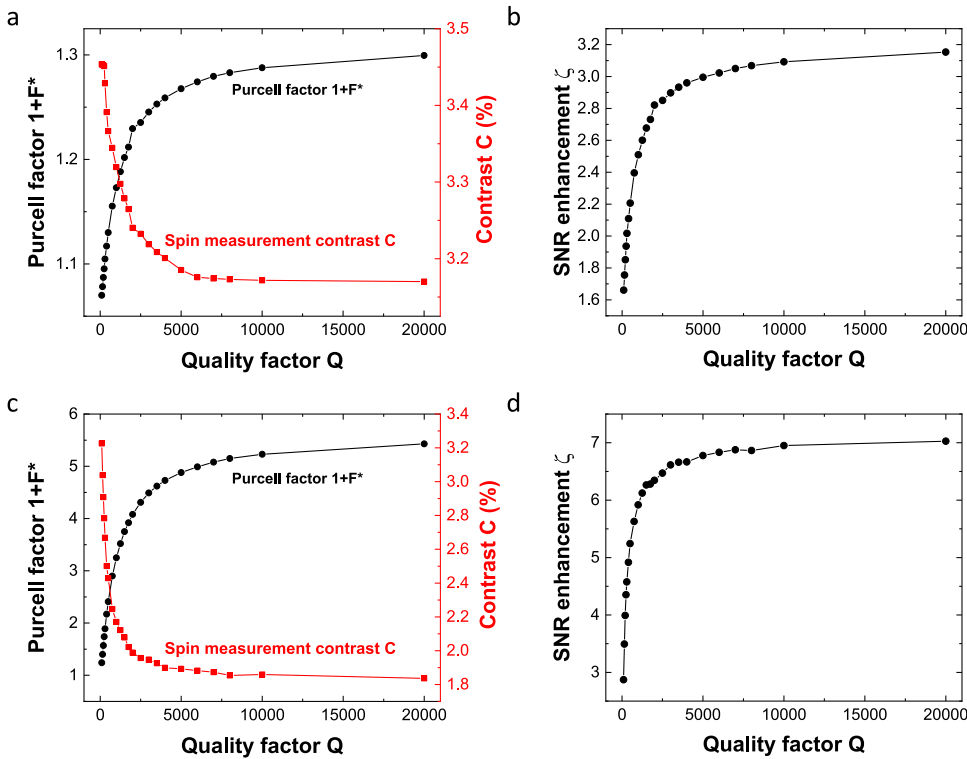 a
b
Purcell factor 1+F*
1.3
1.2
1.1
Purcell factor 1+F*
Spin measurement contrast C
3.5
3.4
3.3
3.2
Contrast C (%)
0 5000 10000 15000 20000
Quality factor Q
SNR enhancement ζ
3.2
3.0
2.8
2.6
2.4
2.2
2.0
1.8
1.6
0 5000 10000 15000 20000
Quality factor Q
c
d
Purcell factor 1+F*
6
5
4
3
2
1
Purcell factor 1+F*
Spin measurement contrast C
3.4
3.2
3.0
2.8
2.6
2.4
2.2
2.0
1.8
Contrast C (%)
0 5000 10000 15000 20000
Quality factor Q
SNR enhancement ζ
7
6
5
4
3
0 5000 10000 15000 20000
Quality factor Q